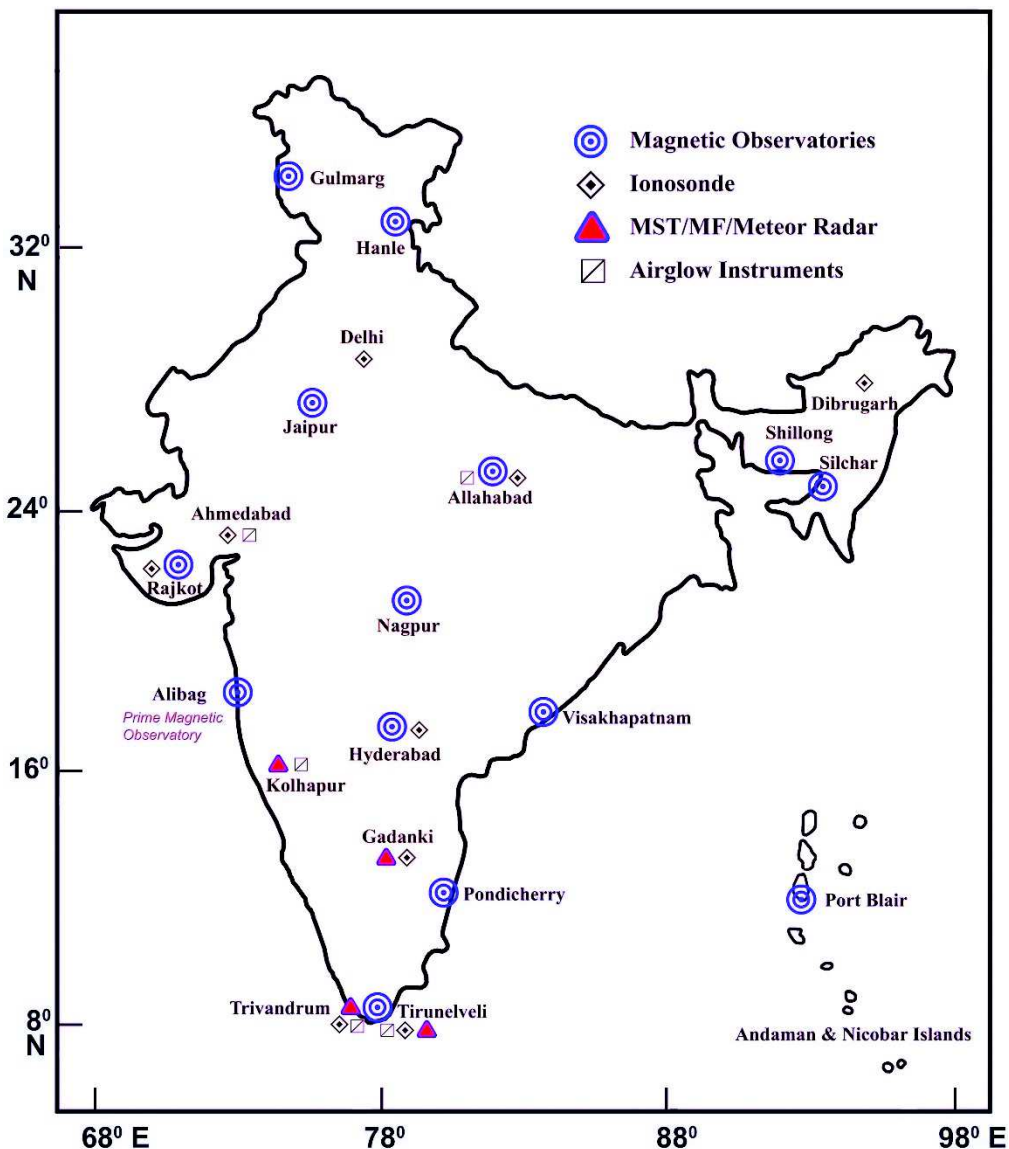 Magnetic Observatories
Ionosonde
MST/MF/Meteor Radar
Airglow Instruments
Gulmarg
Hanle
32⁰
N
Delhi
Dibrugarh
Jaipur
Shillong
Silchar
Allahabad
24⁰
Ahmedabad
Rajkot
Nagpur
Alibag
Prime Magnetic
Observatory
Visakhapatnam
Hyderabad
16⁰
Kolhapur
Gadanki
Pondicherry
Port Blair
Trivandrum
Tirunelveli
8⁰
N
Andaman & Nicobar Islands
68⁰ E
78⁰
88⁰
98⁰ E